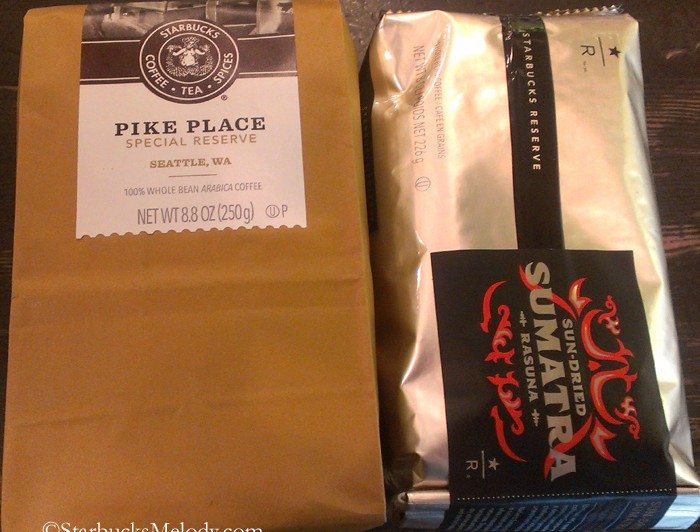 STARBUCKS
COFFEE • TEA • SPICES
®
PIKE PLACE
SPECIAL RESERVE
SEATTLE, WA
100% WHOLE BEAN ARABICA COFFEE
NET WT 8.8 OZ (250g) Ⓤ P
R
STARBUCKS RESERVE
226 g
SUN-DRIED
SUMATRA
RASUNA
R
©StarbucksMelody.com